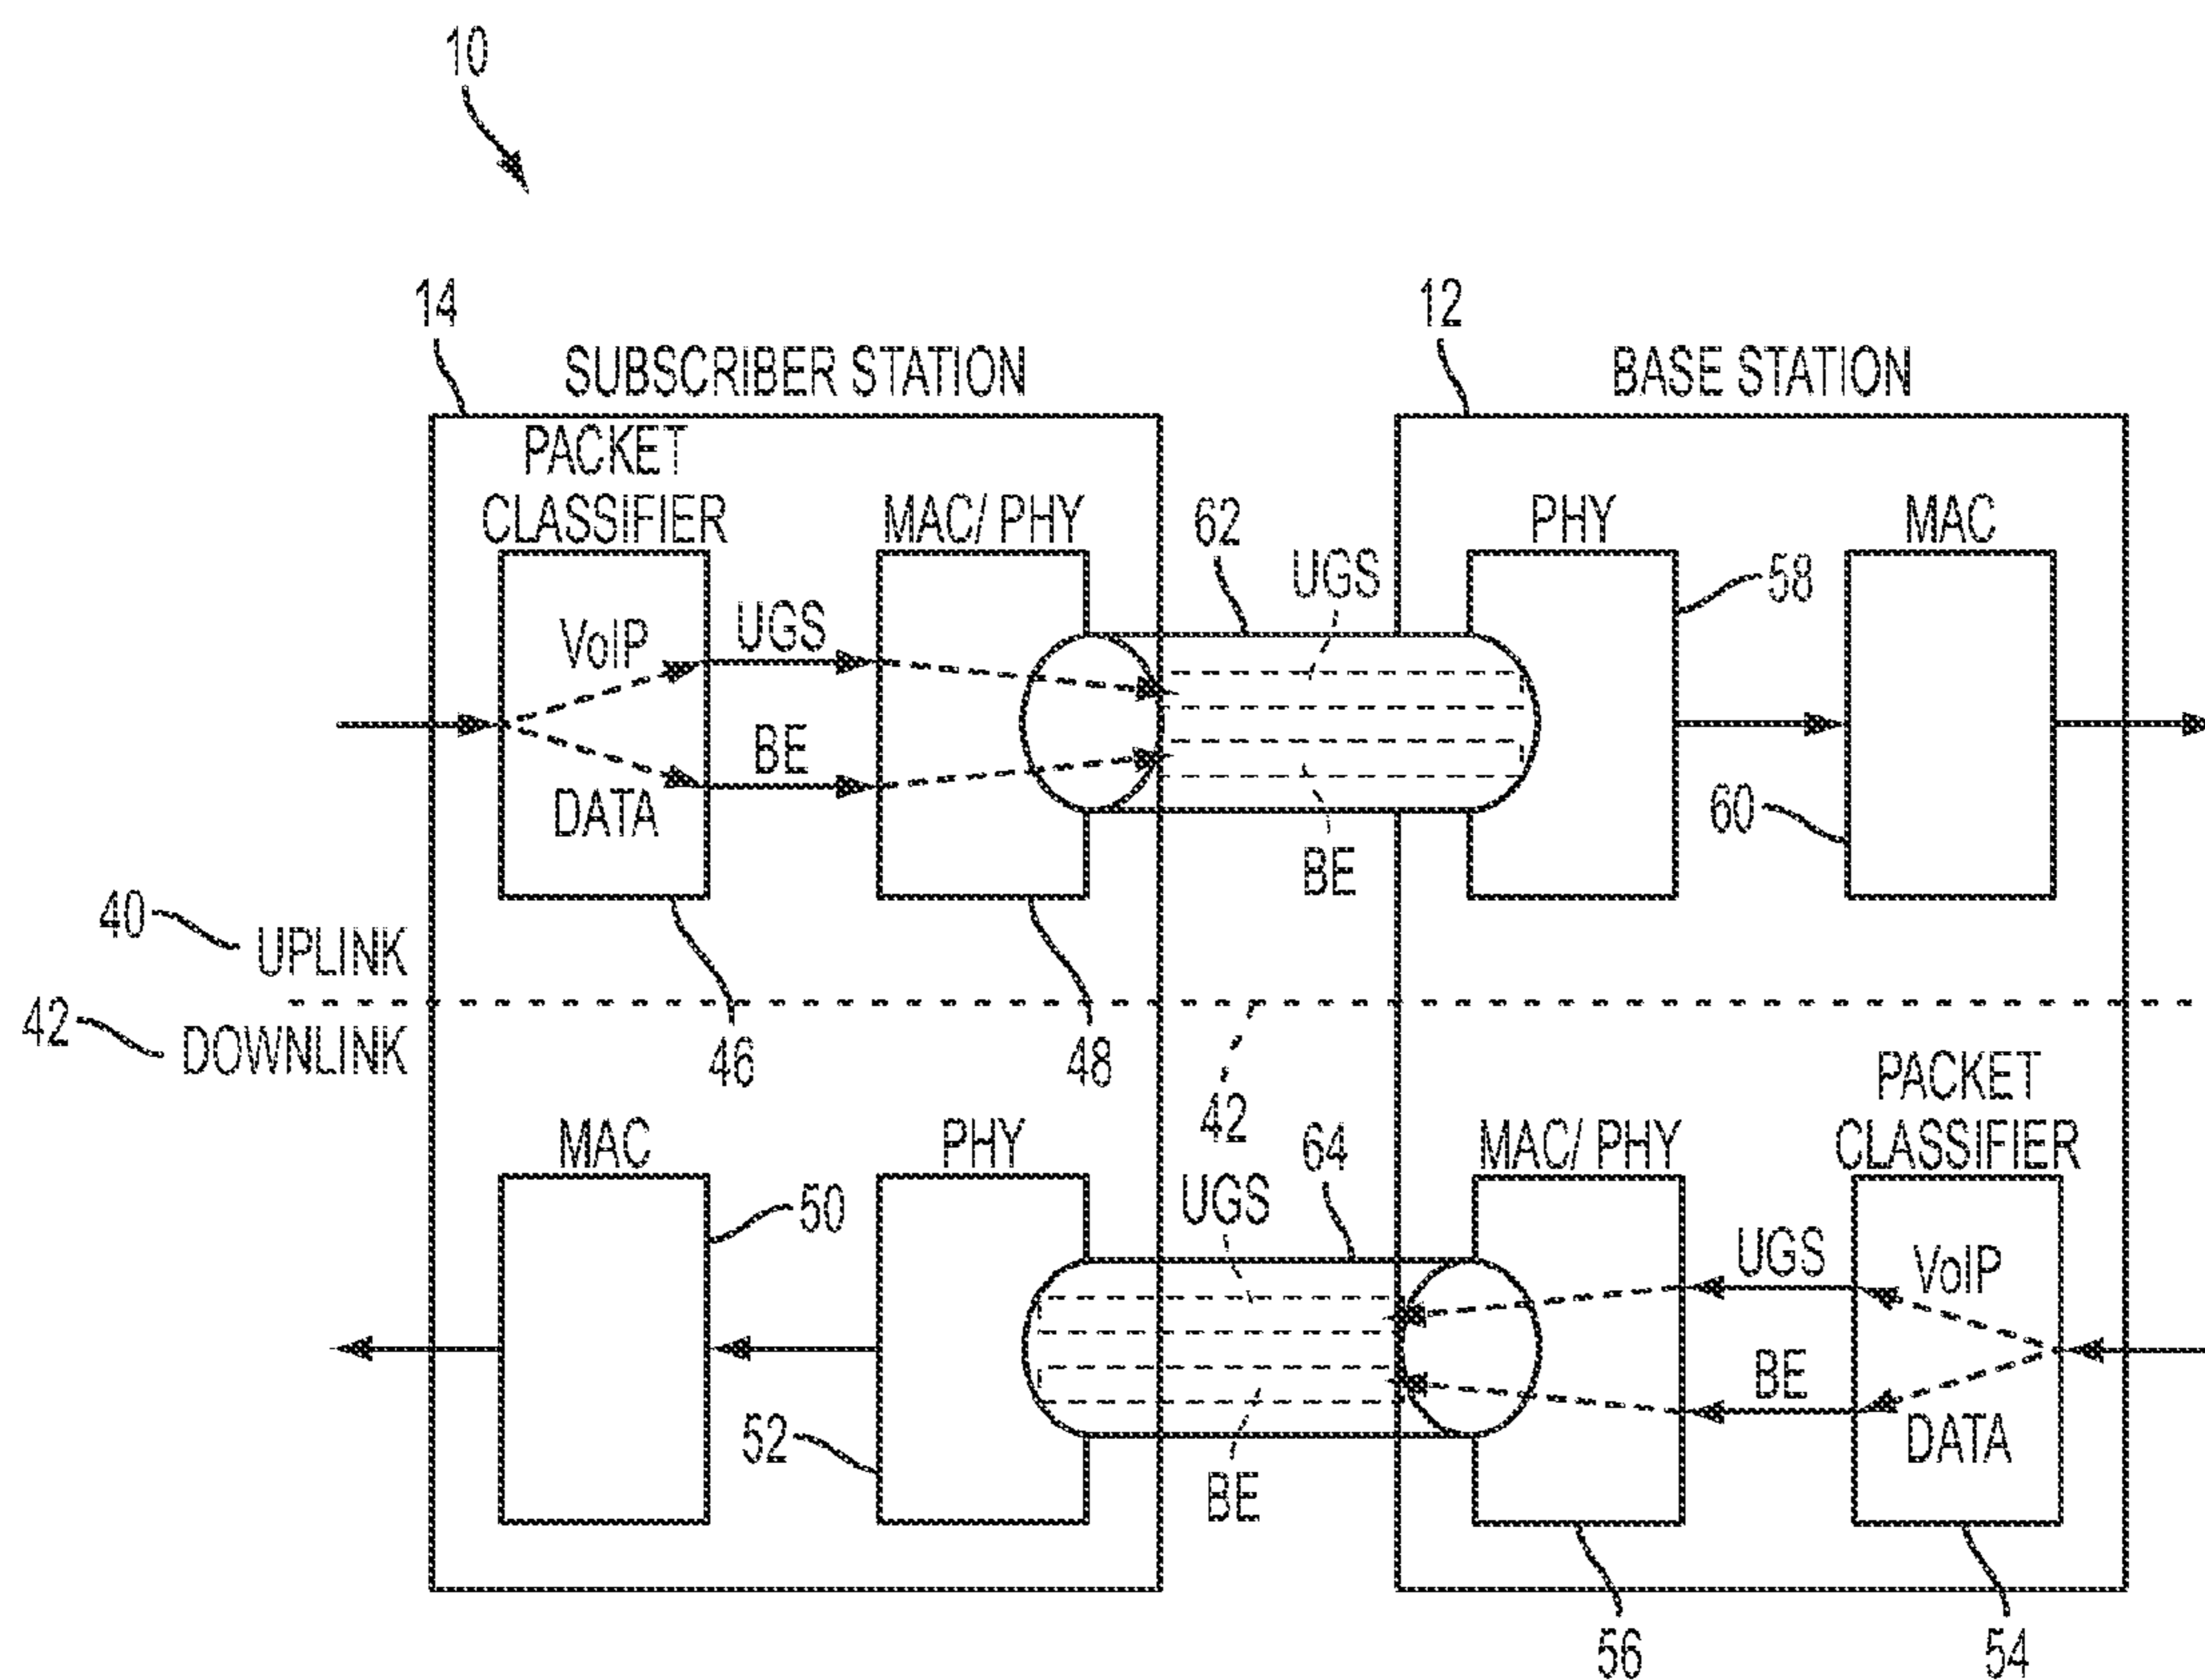 10
14
12
SUBSCRIBER STATION
BASE STATION
PACKET
CLASSIFIER
MAC/ PHY
62
UGS
PHY
MAC
58
VoIP
UGS
BE
DATA
BE
60
40
UPLINK
42
DOWNLINK
46
48
42
MAC
PHY
UGS
64
MAC/ PHY
PACKET
CLASSIFIER
50
UGS
VoIP
BE
DATA
52
BE
56
54